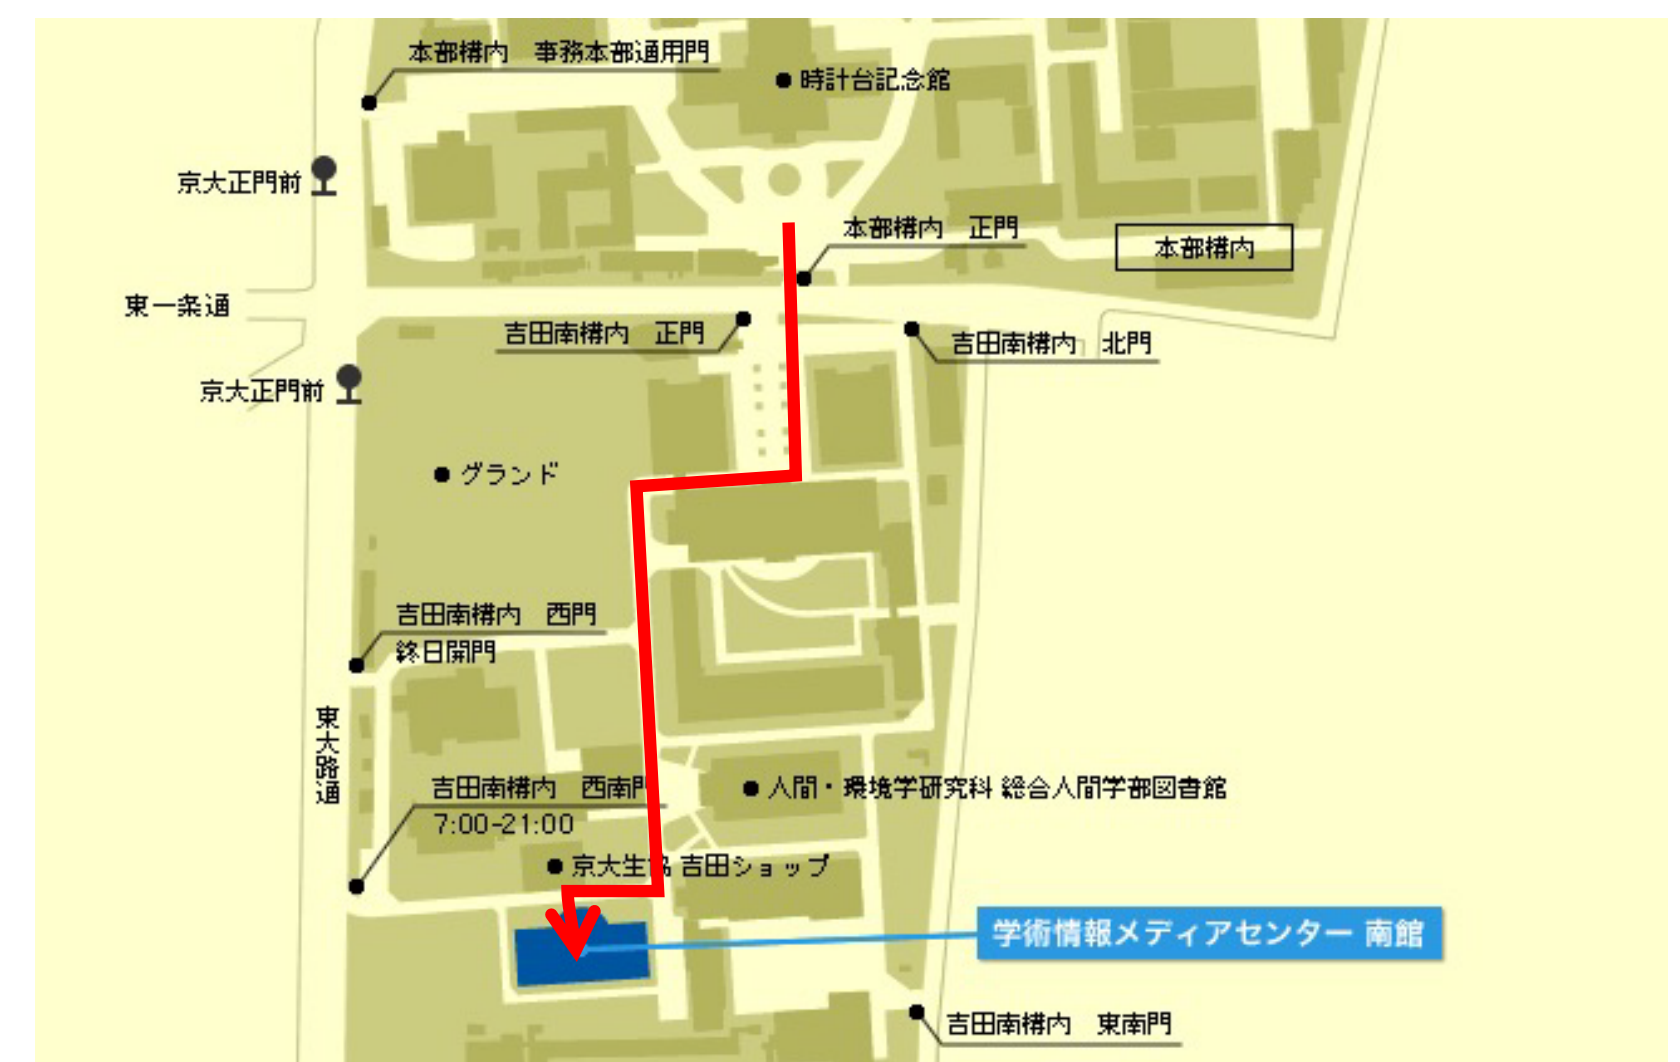 本部構内　事務本部通用門
時計台記念館
京大正門前
本部構内　正門
本部構内
東一条通
吉田南構内　正門
吉田南構内　北門
京大正門前
グランド
吉田南構内　西門
終日開門
東大路通
吉田南構内　西南門
7:00-21:00
人間・環境学研究科 総合人間学部図書館
京大生協 吉田ショップ
学術情報メディアセンター 南館
吉田南構内　東南門